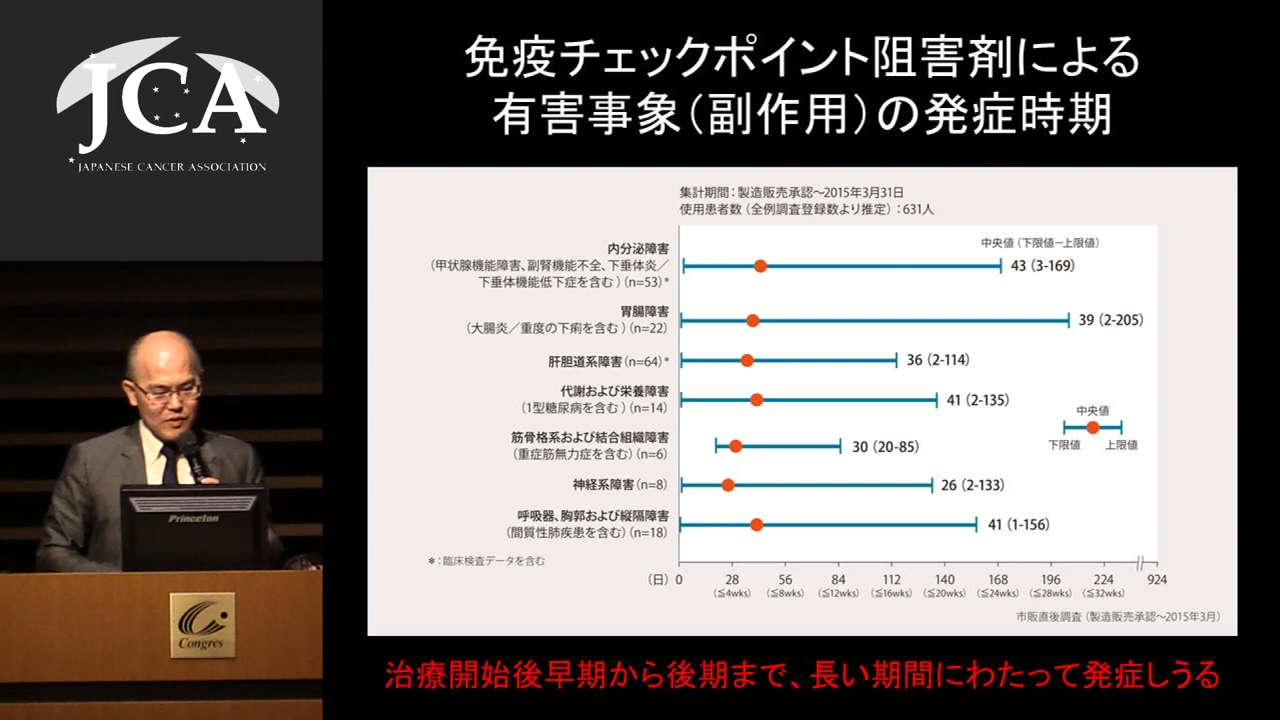 JCA
JAPANESE CANCER ASSOCIATION
Princeton
Congrès
免疫チェックポイント阻害剤による
有害事象（副作用）の発症時期
集計期間：製造販売承認～2015年3月31日
使用患者数（全例調査登録数より推定）：631人
中央値（下限値－上限値）
内分泌障害
（甲状腺機能障害、副腎機能不全、下垂体炎／
下垂体機能低下症を含む）（n=53）*
43（3-169）
胃腸障害
（大腸炎／重度の下痢を含む）（n=22）
39（2-205）
肝胆道系障害（n=64）*
36（2-114）
代謝および栄養障害
（1型糖尿病を含む）（n=14）
41（2-135）
中央値
下限値 上限値
筋骨格系および結合組織障害
（重症筋無力症を含む）（n=6）
30（20-85）
神経系障害（n=8）
26（2-133）
呼吸器、胸郭および縦隔障害
（間質性肺疾患を含む）（n=18）
41（1-156）
*：臨床検査データを含む
（日） 0 28 56 84 112 140 168 196 224 924
（≦4wks） （≦8wks） （≦12wks） （≦16wks） （≦20wks） （≦24wks） （≦28wks） （≦32wks）
市販直後調査（製造販売承認～2015年3月）
治療開始後早期から後期まで、長い期間にわたって発症しうる